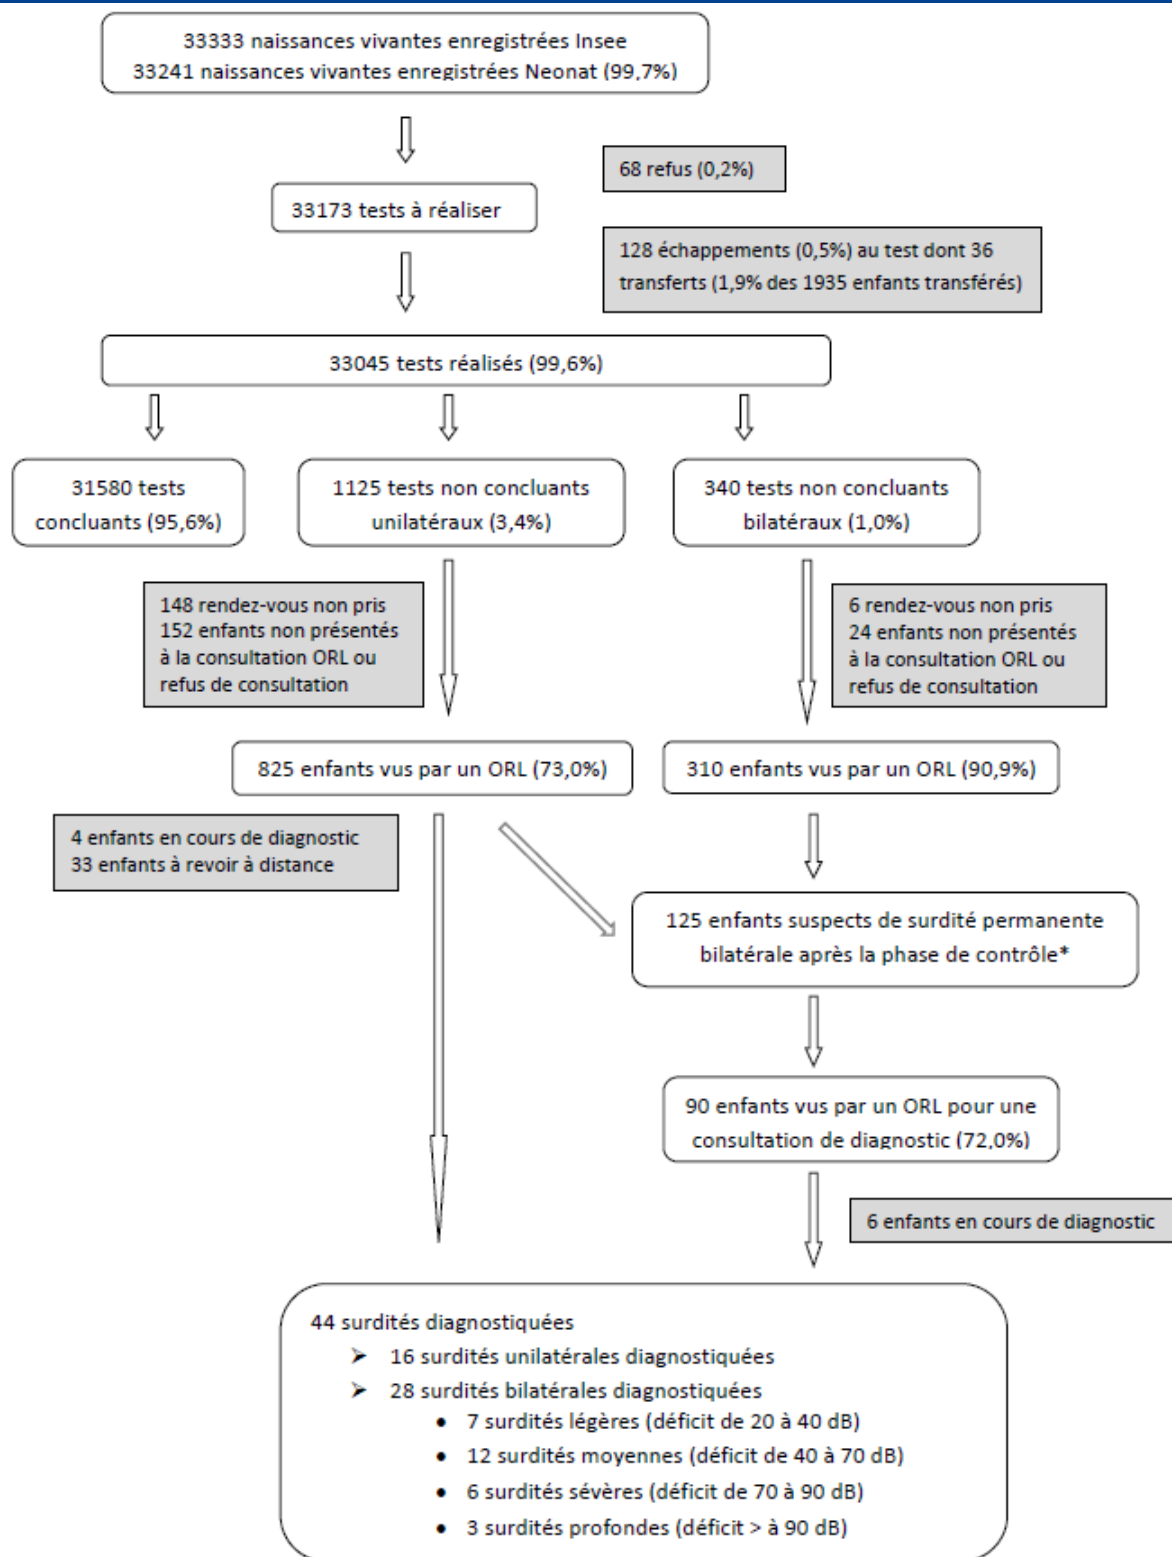 33333 naissances vivantes enregistrées Insee
33241 naissances vivantes enregistrées Neonat (99,7%)
68 refus (0,2%)
33173 tests à réaliser
128 échappements (0,5%) au test dont 36
transferts (1,9% des 1935 enfants transférés)
33045 tests réalisés (99,6%)
31580 tests
concluants (95,6%)
1125 tests non concluants
unilatéraux (3,4%)
340 tests non concluants
bilatéraux (1,0%)
148 rendez-vous non pris
152 enfants non présentés
à la consultation ORL ou
refus de consultation
6 rendez-vous non pris
24 enfants non présentés
à la consultation ORL ou
refus de consultation
825 enfants vus par un ORL (73,0%)
310 enfants vus par un ORL (90,9%)
4 enfants en cours de diagnostic
33 enfants à revoir à distance
125 enfants suspects de surdité permanente
bilatérale après la phase de contrôle*
90 enfants vus par un ORL pour une
consultation de diagnostic (72,0%)
6 enfants en cours de diagnostic
44 surdités diagnostiquées
➢ 16 surdités unilatérales diagnostiquées
➢ 28 surdités bilatérales diagnostiquées
• 7 surdités légères (déficit de 20 à 40 dB)
• 12 surdités moyennes (déficit de 40 à 70 dB)
• 6 surdités sévères (déficit de 70 à 90 dB)
• 3 surdités profondes (déficit > à 90 dB)